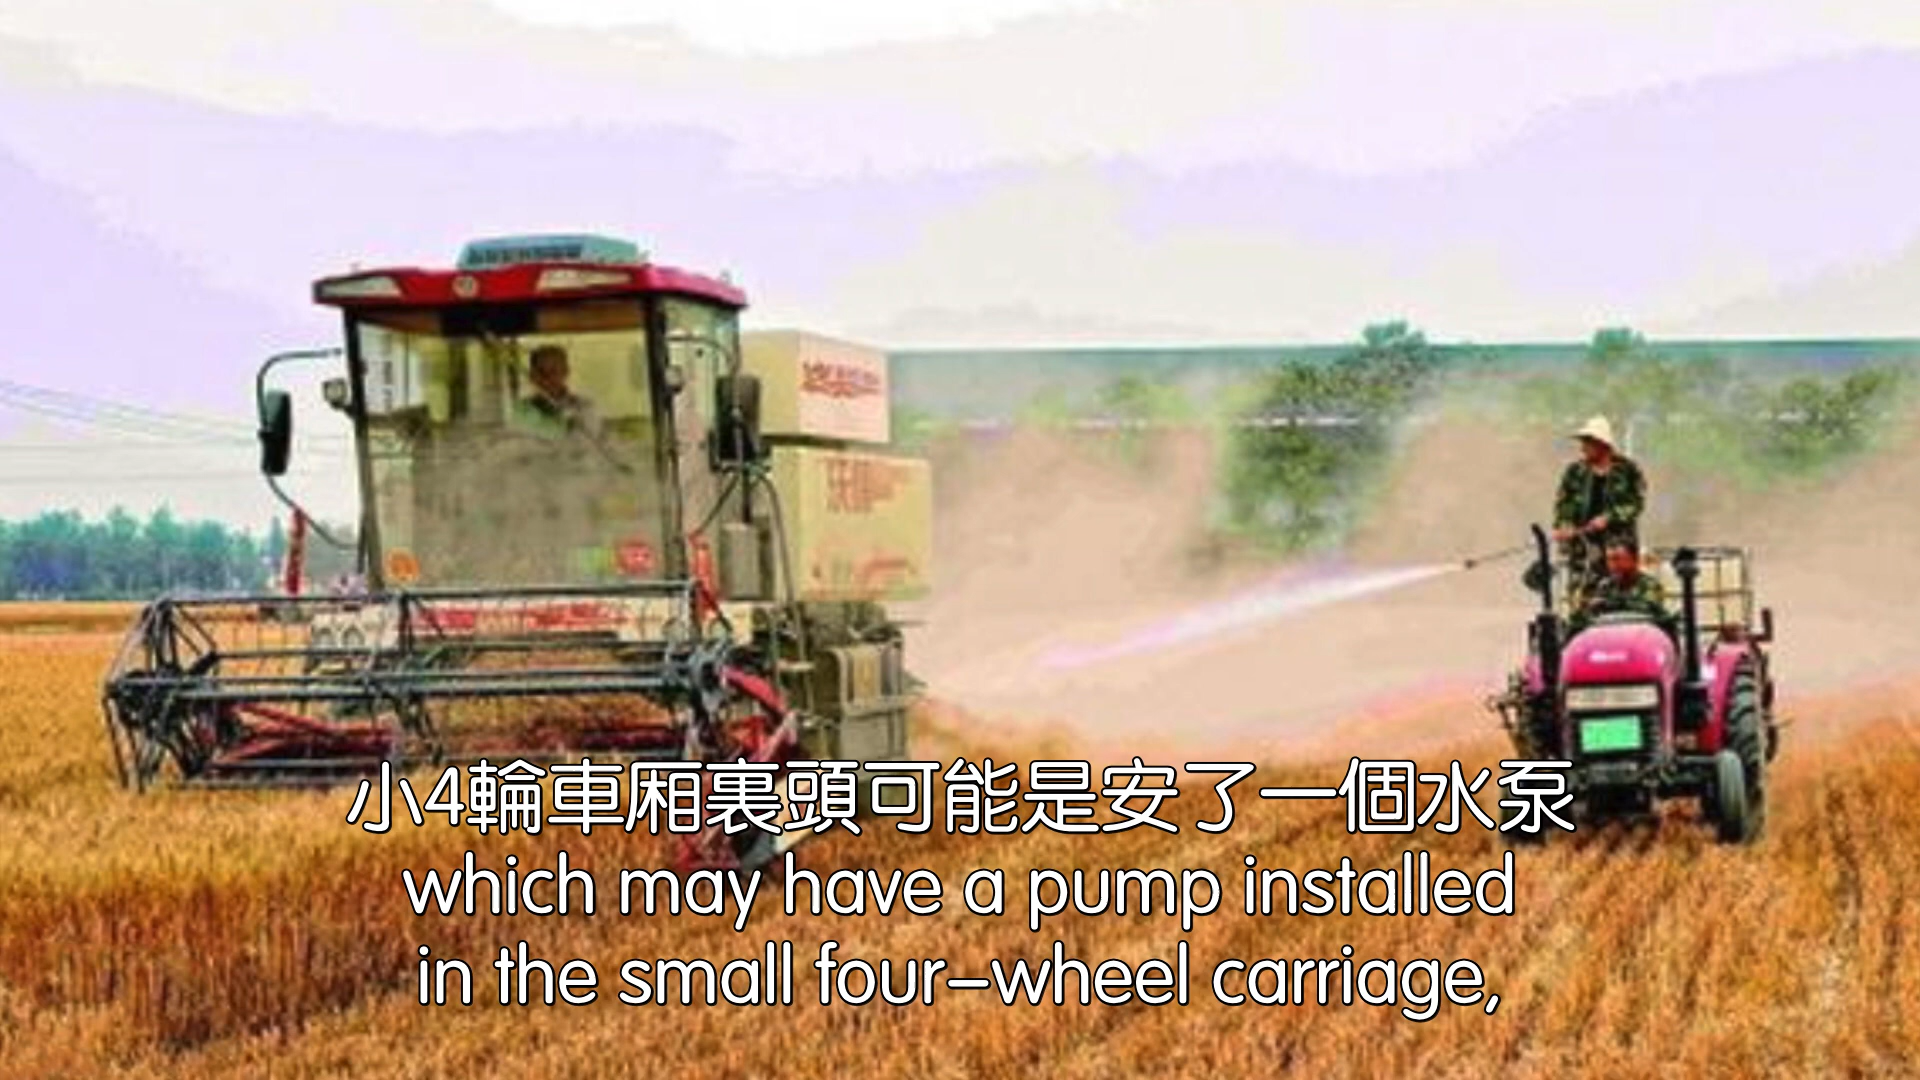 小4輪車厢裏頭可能是安了一個水泵
which may have a pump installed
in the small four-wheel carriage,